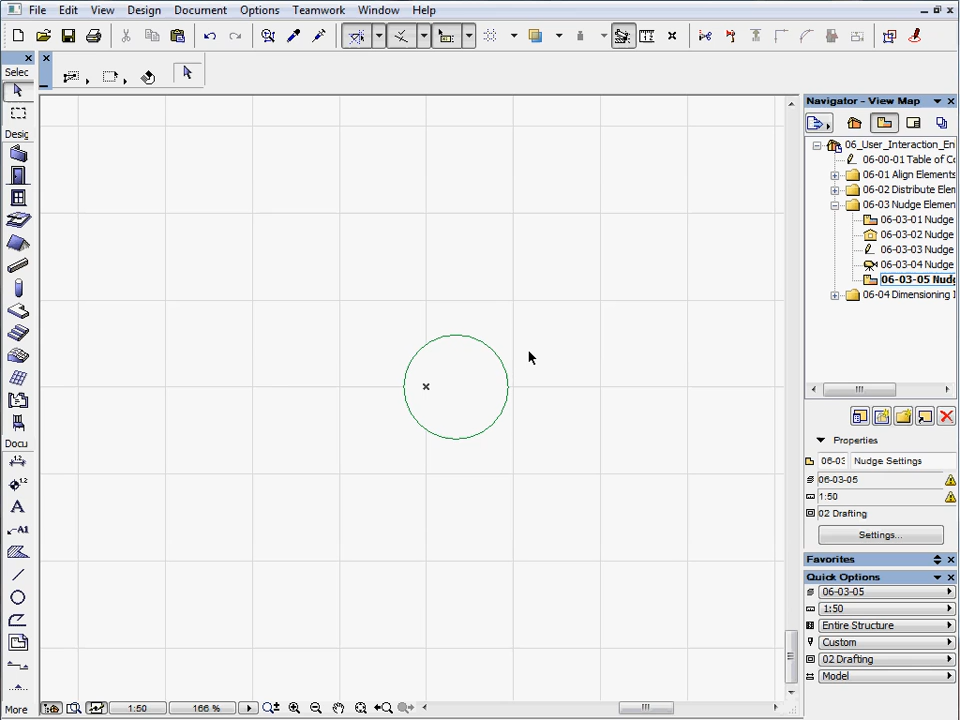 File Edit View Design Document Options Teamwork Window Help
Selec
Desig
Docu
More
A
A1
1.2
1:50
166 %
Navigator - View Map
06_User_Interaction_En
06-00-01 Table of Co
06-01 Align Elements
06-02 Distribute Elem
06-03 Nudge Elemen
06-03-01 Nudge
06-03-02 Nudge
06-03-03 Nudge
06-03-04 Nudge
06-03-05 Nudg
06-04 Dimensioning I
Properties
06-03 Nudge Settings
06-03-05
1:50
02 Drafting
Settings...
Favorites
Quick Options
06-03-05
1:50
Entire Structure
Custom
02 Drafting
Model